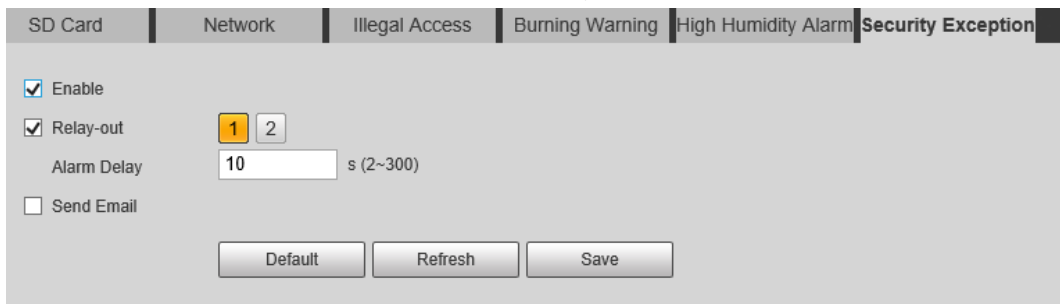 SD Card Network Illegal Access Burning Warning High Humidity Alarm Security Exception
Enable
Relay-out 1 2
Alarm Delay 10 s (2~300)
Send Email
Default Refresh Save